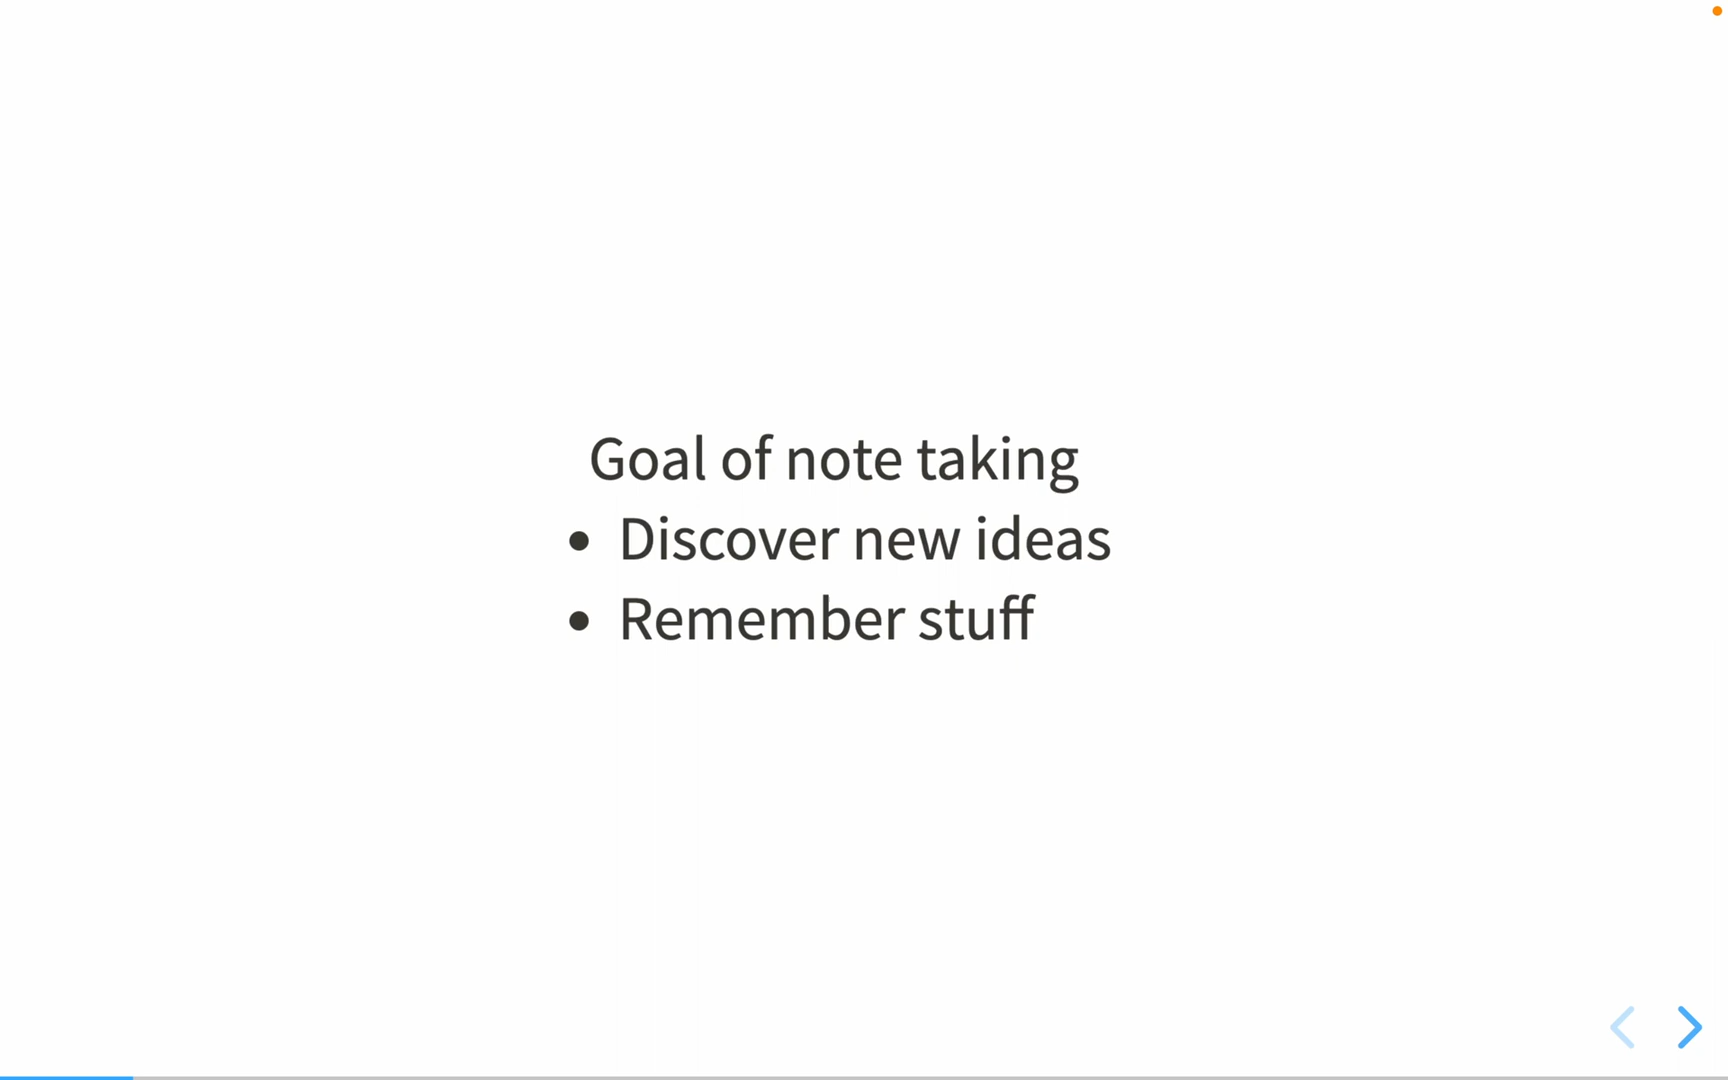 Goal of note taking
• Discover new ideas
• Remember stuff